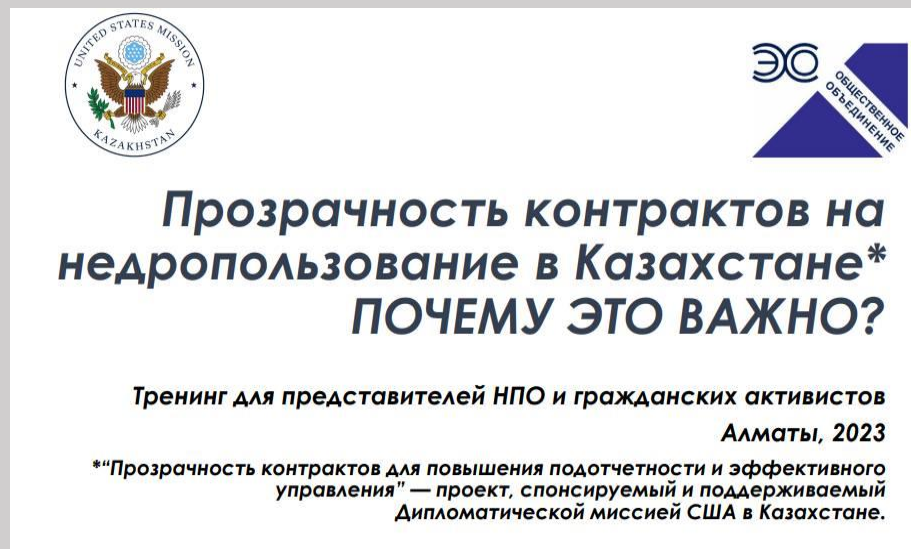 UNITED STATES MISSION
KAZAKHSTAN
ЭС
ОБЩЕСТВЕННОЕ
ОБЪЕДИНЕНИЕ
Прозрачность контрактов на
недропользование в Казахстане*
ПОЧЕМУ ЭТО ВАЖНО?
Тренинг для представителей НПО и гражданских активистов
Алматы, 2023
*“Прозрачность контрактов для повышения подотчетности и эффективного
управления” — проект, спонсируемый и поддерживаемый
Дипломатической миссией США в Казахстане.